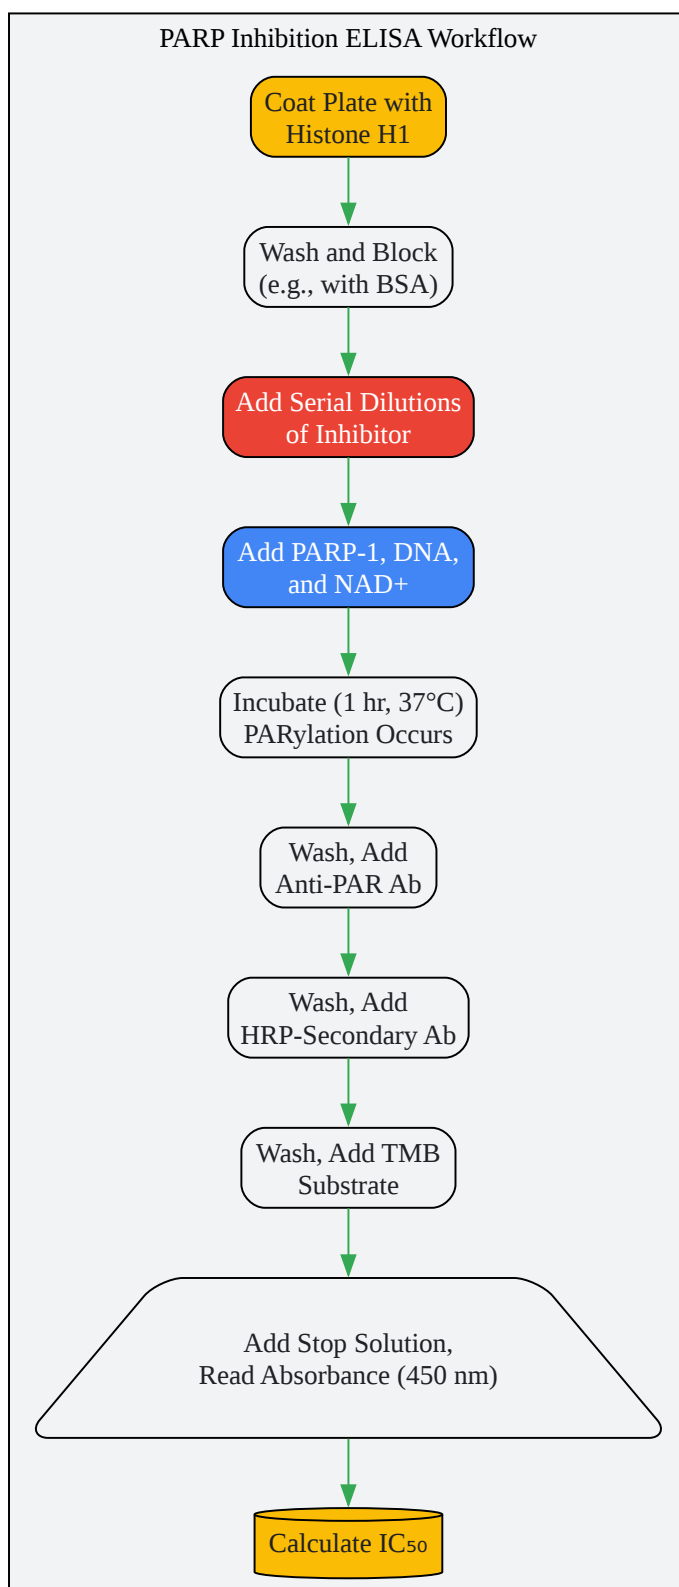 PARP Inhibition ELISA Workflow
Coat Plate with
Histone H1
Wash and Block
(e.g., with BSA)
Add Serial Dilutions
of Inhibitor
Add PARP-1, DNA,
and NAD+
Incubate (1 hr, 37°C)
PARylation Occurs
Wash, Add
Anti-PAR Ab
Wash, Add
HRP-Secondary Ab
Wash, Add TMB
Substrate
Add Stop Solution,
Read Absorbance (450 nm)
Calculate IC₅₀